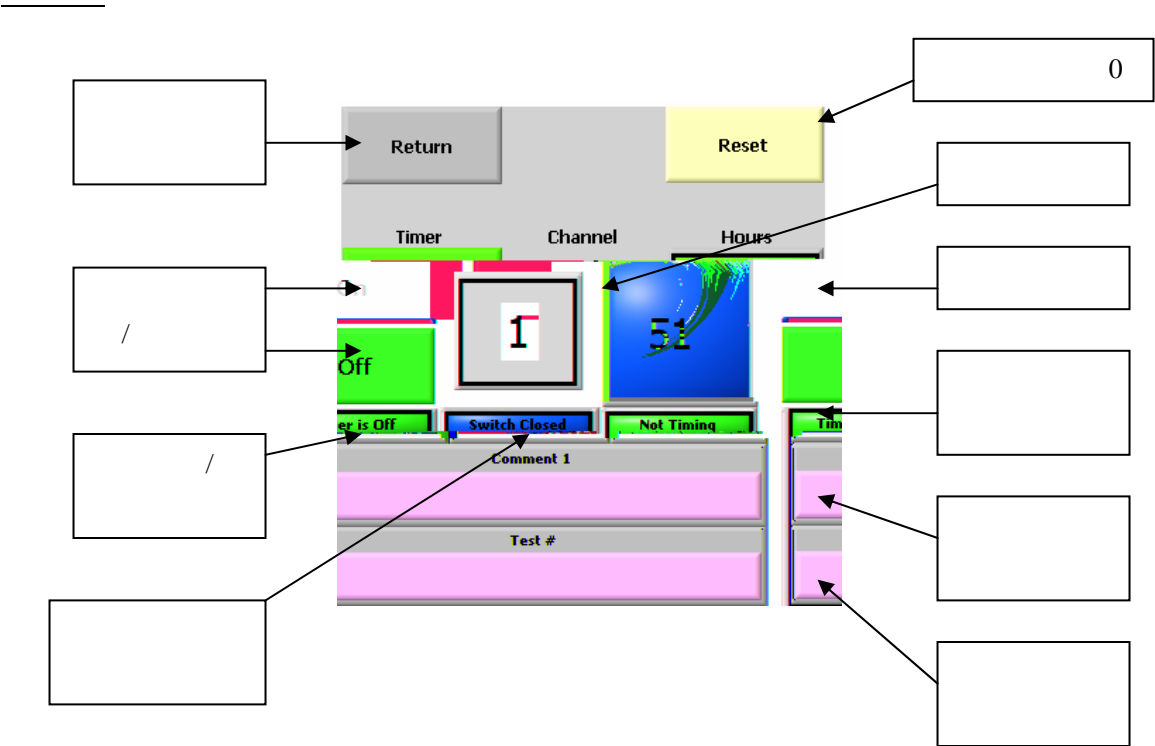 0
Return
Reset
Timer Channel Hours
/
1
51
Off
er is Off
Switch Closed
Not Timing
Tim
/
Comment 1
Test #